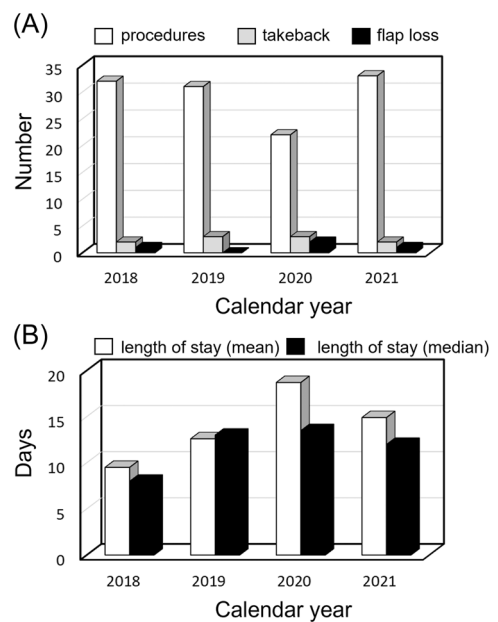 (A)
procedures takeback flap loss
35
30
25
20
15
10
5
0
Number
2018 2019 2020 2021
Calendar year
(B)
length of stay (mean) length of stay (median)
20
15
10
5
0
Days
2018 2019 2020 2021
Calendar year